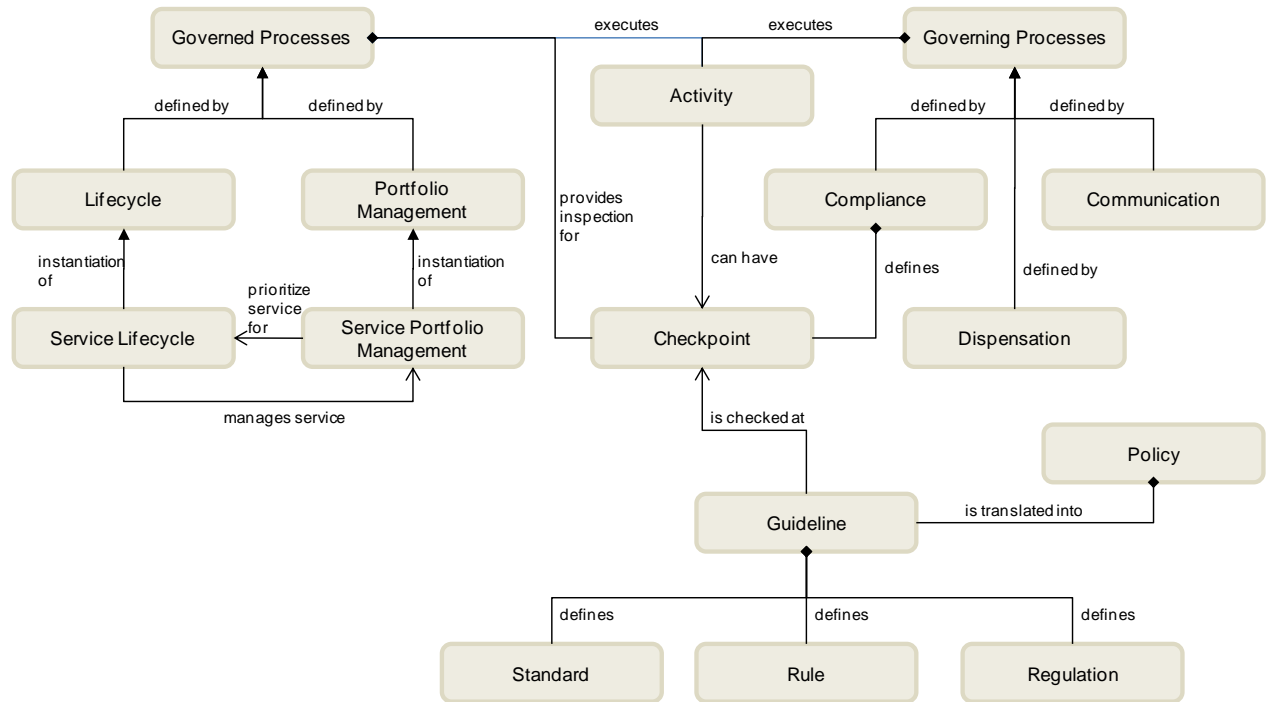 Governed Processes
executes
executes
Governing Processes
Activity
defined by
defined by
defined by
defined by
Lifecycle
Portfolio
Management
provides
inspection
for
Compliance
Communication
instantiation
of
instantiation
of
can have
defines
defined by
prioritize
service
for
Service Lifecycle
Service Portfolio
Management
Checkpoint
Dispensation
manages service
is checked at
Policy
Guideline
is translated into
defines
defines
defines
Standard
Rule
Regulation